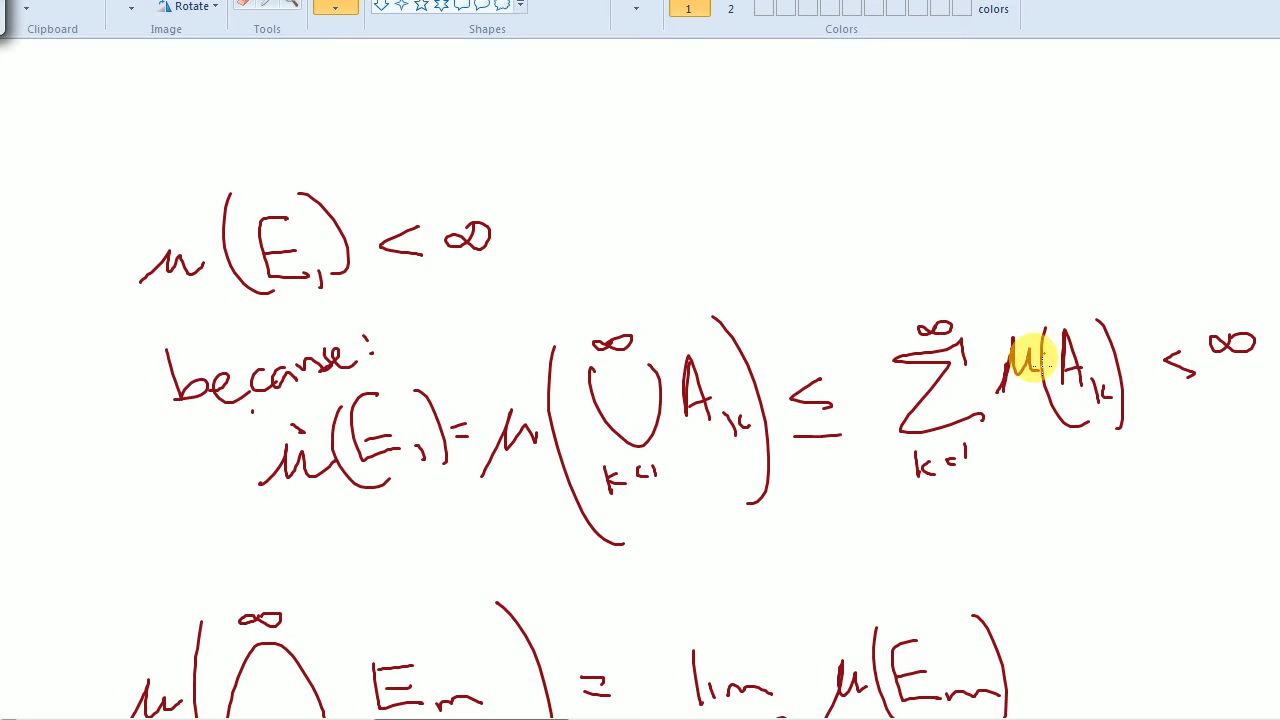 Rotate
Clipboard Image Tools Shapes 1 2 Colors colors
μ(E₁) < ∞
because:
μ(E₁) = μ(⋃_{k=1}^{∞} A_k) ≤ ∑_{k=1}^{∞} μ(A_k) < ∞
μ(⋂^{∞} E_m) = lim μ(E_m)